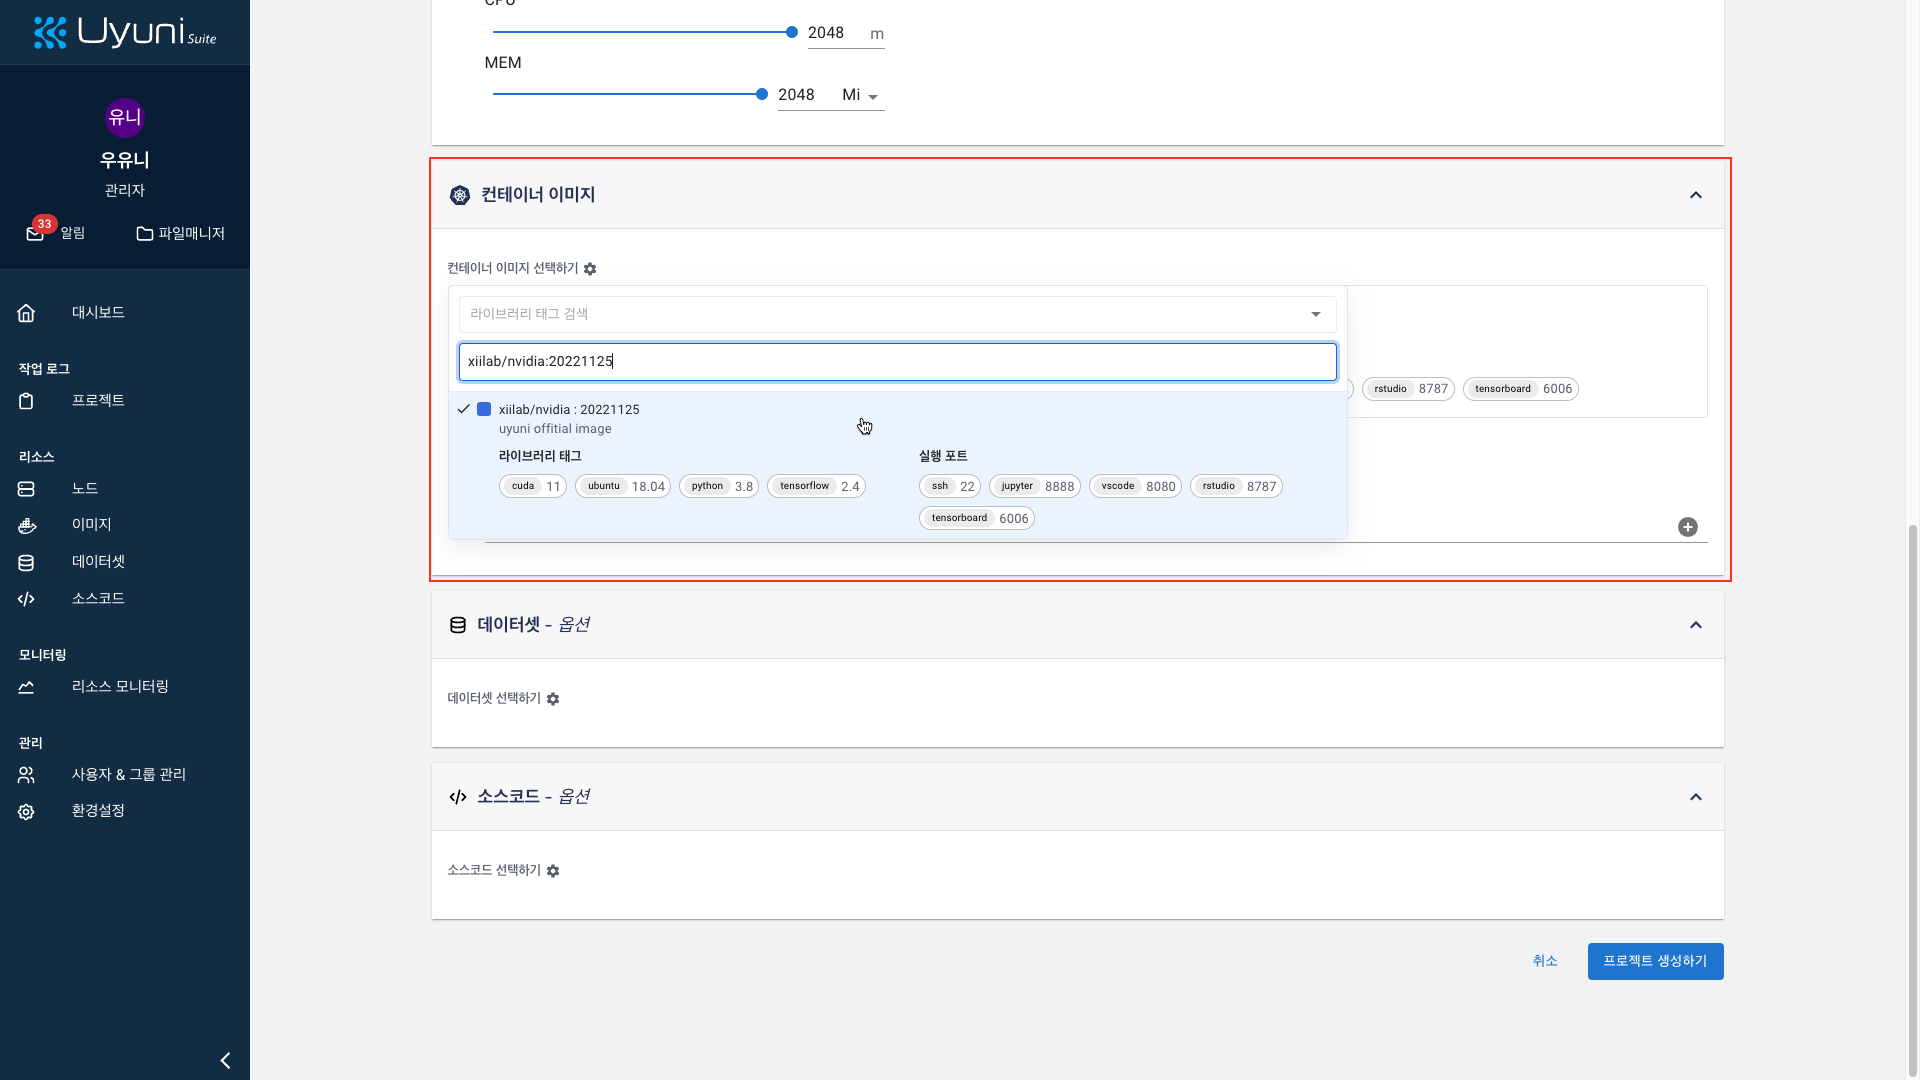 Uyuni Suite
유니
우유니
관리자
33
알림
파일매니저
대시보드
작업 로그
프로젝트
리소스
노드
이미지
데이터셋
소스코드
모니터링
리소스 모니터링
관리
사용자 & 그룹 관리
환경설정
CPU
2048 m
MEM
2048 Mi
컨테이너 이미지
컨테이너 이미지 선택하기
라이브러리 태그 검색
xiilab/nvidia:20221125
rstudio 8787 tensorboard 6006
xiilab/nvidia : 20221125
uyuni offitial image
라이브러리 태그 실행 포트
cuda 11 ubuntu 18.04 python 3.8 tensorflow 2.4 ssh 22 jupyter 8888 vscode 8080 rstudio 8787
tensorboard 6006
데이터셋 - 옵션
데이터셋 선택하기
소스코드 - 옵션
소스코드 선택하기
취소 프로젝트 생성하기